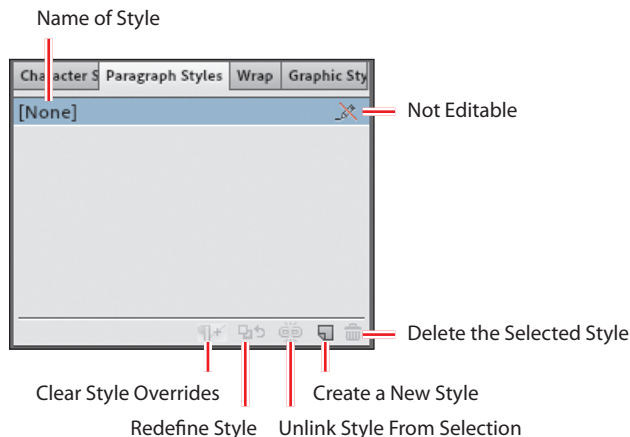 Name of Style
Character S Paragraph Styles Wrap Graphic Sty
[None]
Not Editable
Delete the Selected Style
Clear Style Overrides Create a New Style
Redefine Style Unlink Style From Selection